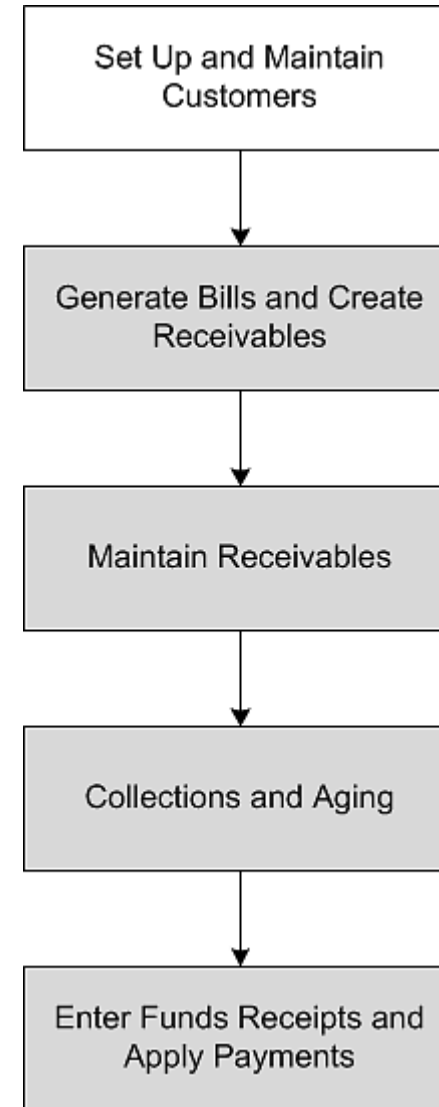 Set Up and Maintain
Customers
Generate Bills and Create
Receivables
Maintain Receivables
Collections and Aging
Enter Funds Receipts and
Apply Payments